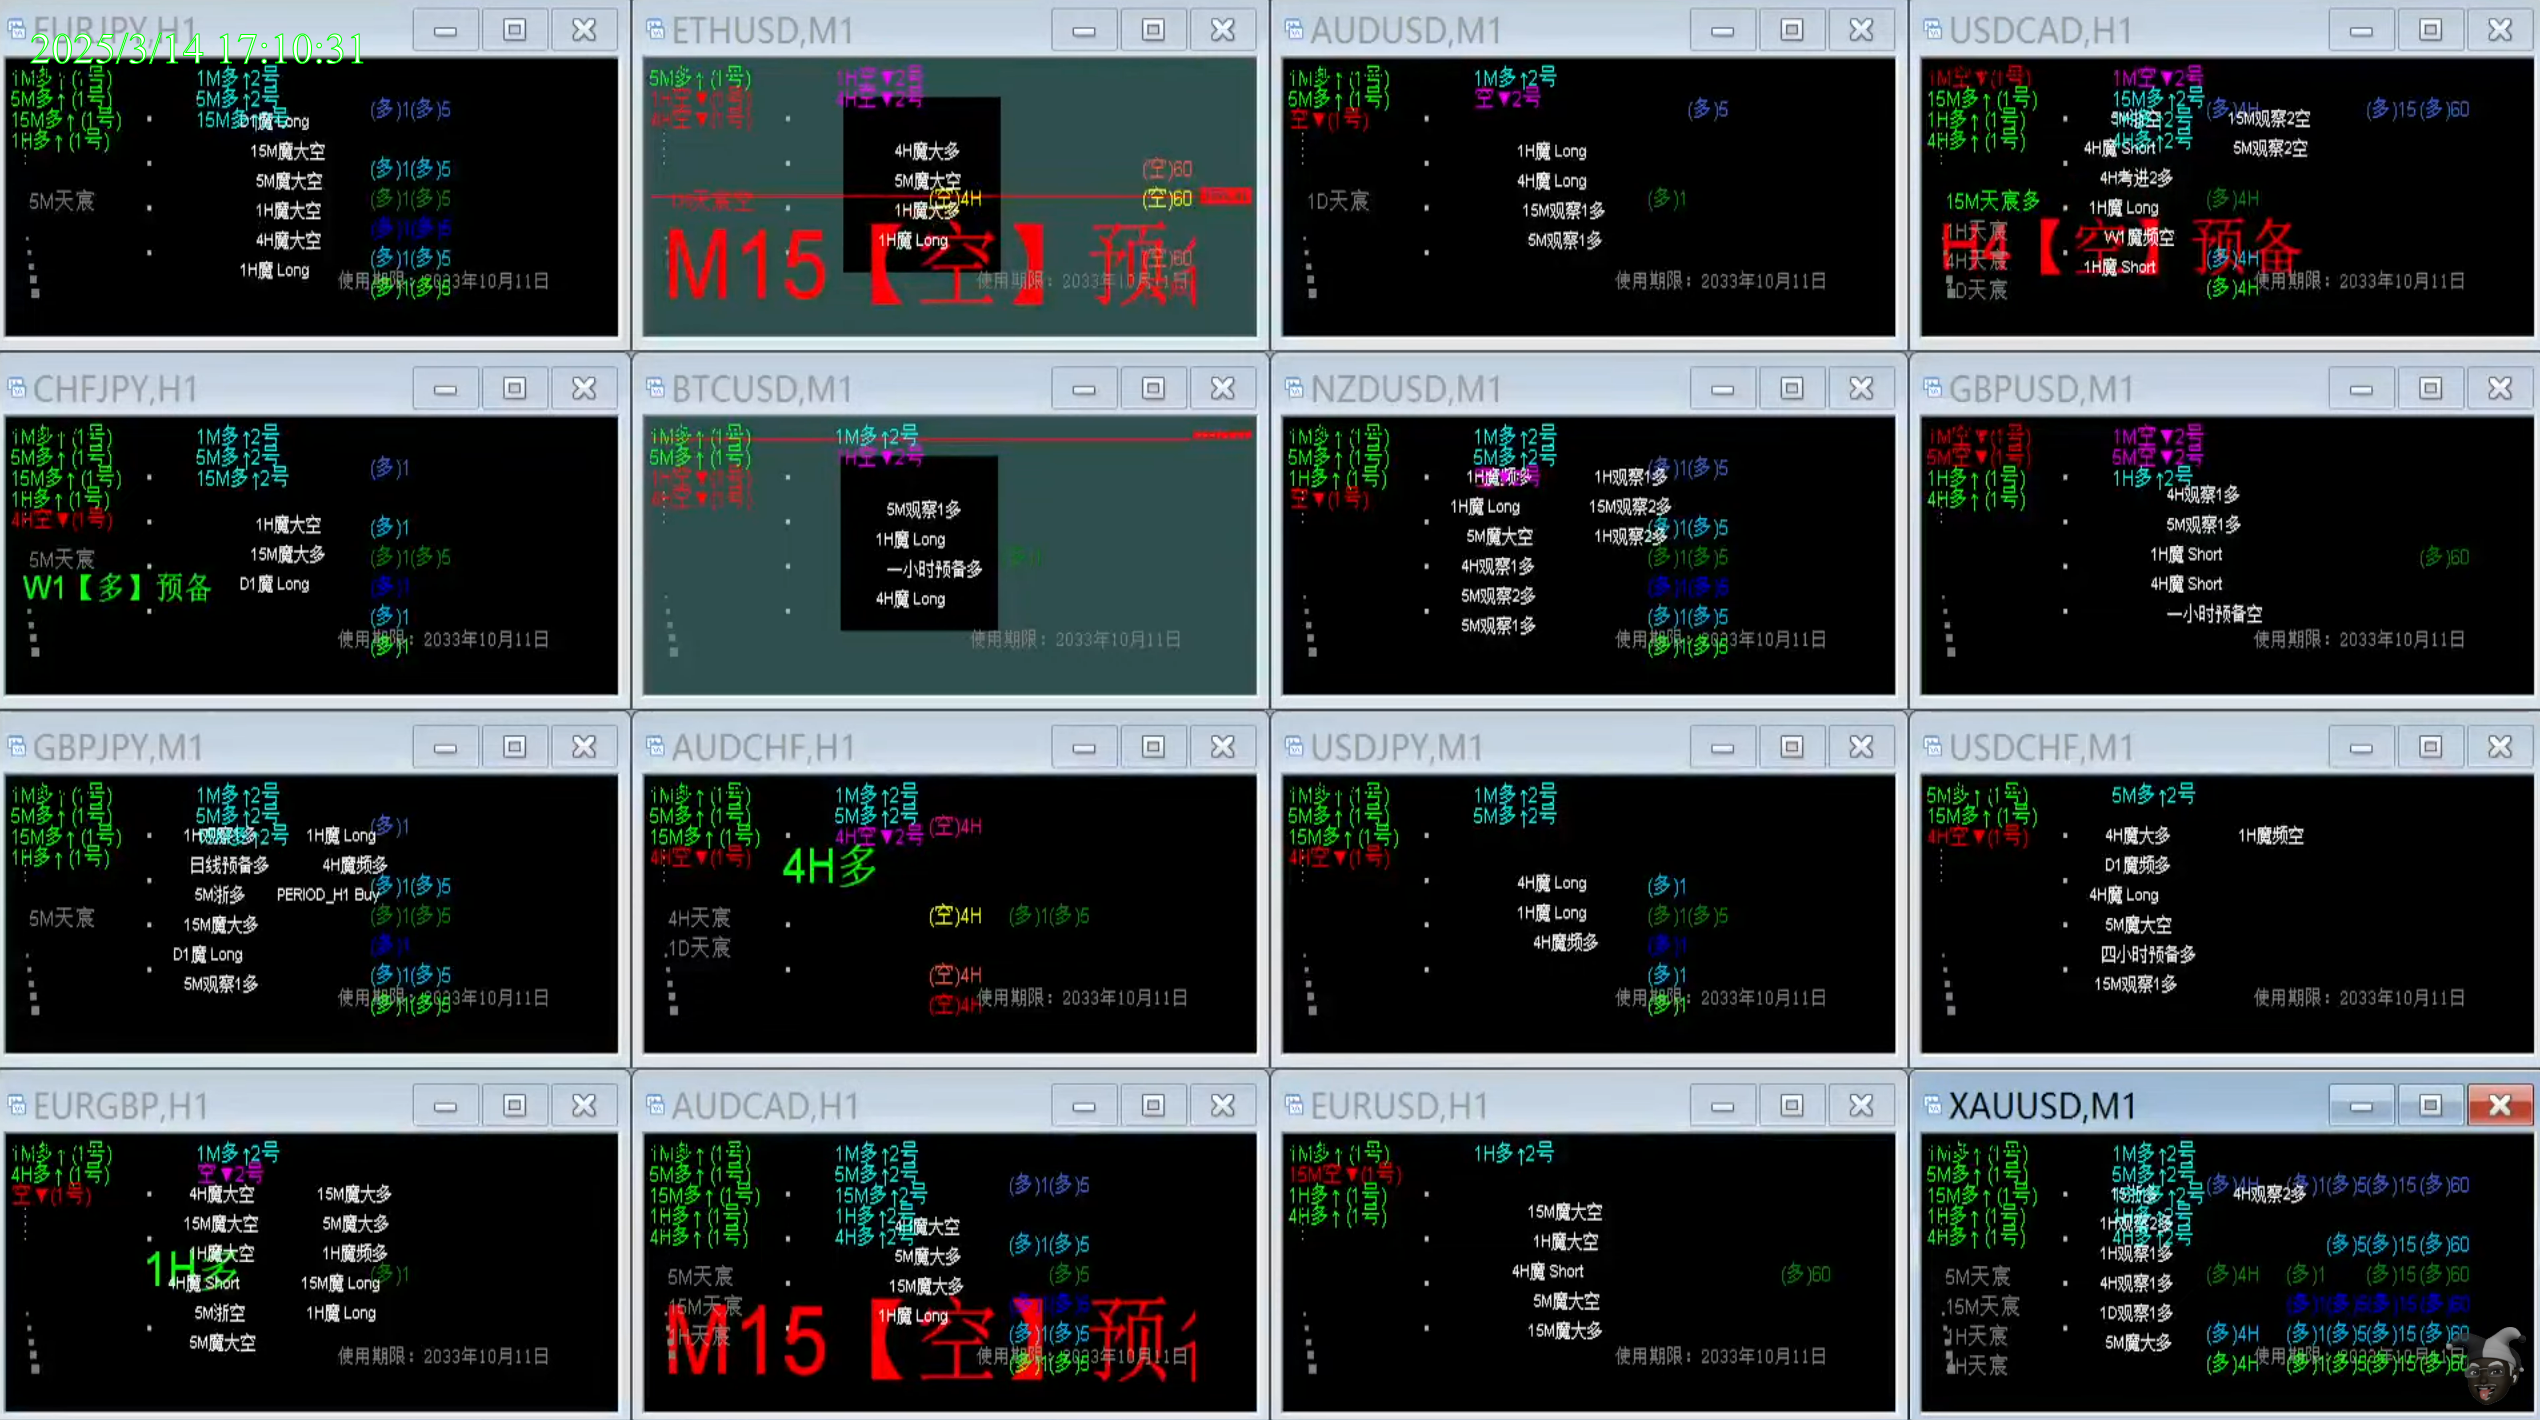 2025/3/14 17:10:31
EURJPY,H1
1M多↑(1号) 1M多↑2号
5M多↑(1号) 5M多↑2号 (多)1(多)5
15M多↑(1号) 15M多↑2号 D1魔 Long
1H多↑(1号)
15M魔大空
5M魔大空 (多)1(多)5
5M天宸 1H魔大空 (多)1(多)5
4H魔大空 (多)1(多)5
1H魔 Long (多)1(多)5
使用期限：2033年10月11日
(多)1(多)5
ETHUSD,M1
5M多↑(1号) 1H空▼2号
1H空▼(1号) 4H空▼2号
4H空▼(1号)
4H魔大多
5M魔大空 (空)60
(空)4H (空)60
1H魔大多
1H魔 Long (空)60
M15【空】预
使用期限：2033年10月11日
AUDUSD,M1
1M多↑(1号) 1M多↑2号
5M多↑(1号) 空▼2号 (多)5
空▼(1号)
1H魔 Long
4H魔 Long
1D天宸 15M观察1多 (多)1
5M观察1多
使用期限：2033年10月11日
USDCAD,H1
1M空▼(1号) 1M空▼2号
15M多↑(1号) 15M多↑2号 (多)4H (多)15(多)60
1H多↑(1号) 5M浙空 15M观察2空
4H多↑(1号) 4H多↑2号
4H魔 Short 5M观察2空
4H考进2多
15M天宸多 1H魔 Long (多)4H
1H天宸 W1魔频空
H4【空】预备
4H天宸 1H魔 Short (多)4H
1D天宸 (多)4H
使用期限：2033年10月11日
CHFJPY,H1
1M多↑(1号) 1M多↑2号
5M多↑(1号) 5M多↑2号 (多)1
15M多↑(1号) 15M多↑2号
1H多↑(1号)
4H空▼(1号) 1H魔大空 (多)1
5M天宸 15M魔大多 (多)1(多)5
W1【多】预备 D1魔 Long (多)1
(多)1
使用期限：2033年10月11日
(多)1
BTCUSD,M1
1M多↑(1号) 1M多↑2号
5M多↑(1号) 1H空▼2号
1H空▼(1号)
4H空▼(1号)
5M观察1多
1H魔 Long
一小时预备多
4H魔 Long
使用期限：2033年10月11日
NZDUSD,M1
1M多↑(1号) 1M多↑2号
5M多↑(1号) 5M多↑2号
1H多↑(1号) 1H魔频多 1H观察1多 (多)1(多)5
空▼(1号) 1H魔 Long 15M观察2多
5M魔大空 1H观察2多 (多)1(多)5
4H观察1多 (多)1(多)5
5M观察2多 (多)1(多)5
5M观察1多 (多)1(多)5
使用期限：2033年10月11日
(多)1(多)5
GBPUSD,M1
1M空▼(1号) 1M空▼2号
5M空▼(1号) 5M空▼2号
1H多↑(1号) 1H多↑2号
4H多↑(1号) 4H观察1多
5M观察1多
1H魔 Short (多)60
4H魔 Short
一小时预备空
使用期限：2033年10月11日
GBPJPY,M1
1M多↑(1号) 1M多↑2号
5M多↑(1号) 5M多↑2号 (多)1
15M多↑(1号) 1H观察1多 1H魔 Long
1H多↑(1号) 日线预备多 4H魔频多
5M浙多 PERIOD_H1 Buy (多)1(多)5
5M天宸 15M魔大多 (多)1(多)5
D1魔 Long (多)1
5M观察1多 (多)1(多)5
使用期限：2033年10月11日
(多)1(多)5
AUDCHF,H1
1M多↑(1号) 1M多↑2号
5M多↑(1号) 5M多↑2号
15M多↑(1号) 4H空▼2号 (空)4H
4H空▼(1号) 4H多
4H天宸 (空)4H (多)1(多)5
1D天宸
(空)4H
(空)4H
使用期限：2033年10月11日
USDJPY,M1
1M多↑(1号) 1M多↑2号
5M多↑(1号) 5M多↑2号
15M多↑(1号)
4H空▼(1号)
4H魔 Long (多)1
1H魔 Long (多)1(多)5
4H魔频多 (多)1
(多)1
使用期限：2033年10月11日
(多)1
USDCHF,M1
5M多↑(1号) 5M多↑2号
15M多↑(1号)
4H空▼(1号) 4H魔大多 1H魔频空
D1魔频多
4H魔 Long
5M魔大空
四小时预备多
15M观察1多
使用期限：2033年10月11日
EURGBP,H1
1M多↑(1号) 1M多↑2号
4H多↑(1号) 空▼2号
空▼(1号) 4H魔大空 15M魔大多
15M魔大空 5M魔大多
1H魔大空 1H魔频多
1H多
4H魔 Short 15M魔 Long (多)1
5M浙空 1H魔 Long
5M魔大空
使用期限：2033年10月11日
AUDCAD,H1
1M多↑(1号) 1M多↑2号
5M多↑(1号) 5M多↑2号 (多)1(多)5
15M多↑(1号) 15M多↑2号
1H多↑(1号) 1H多↑2号
4H多↑(1号) 4H多↑2号 4H魔大空
5M魔大多 (多)1(多)5
5M天宸 15M魔大多 (多)5
15M天宸 1H魔 Long
1H天宸 (多)1(多)5
M15【空】预
使用期限：2033年10月11日
(多)1(多)5
EURUSD,H1
1M多↑(1号) 1H多↑2号
15M空▼(1号)
1H多↑(1号)
4H多↑(1号) 15M魔大空
1H魔大空
4H魔 Short (多)60
5M魔大空
15M魔大多
使用期限：2033年10月11日
XAUUSD,M1
1M多↑(1号) 1M多↑2号
5M多↑(1号) 5M多↑2号
15M多↑(1号) (多)4H 4H观察2多 (多)1(多)5(多)15(多)60
1H多↑(1号) 1H观察2多
4H多↑(1号) 4H多↑2号 (多)5(多)15(多)60
1H观察1多
5M天宸 4H观察1多 (多)4H (多)1 (多)15(多)60
15M天宸 1D观察1多 (多)1(多)5(多)15(多)60
1H天宸 5M魔大多 (多)4H (多)1(多)5(多)15(多)60
4H天宸 (多)4H (多)1(多)5(多)15(多)60
使用期限：2033年10月11日